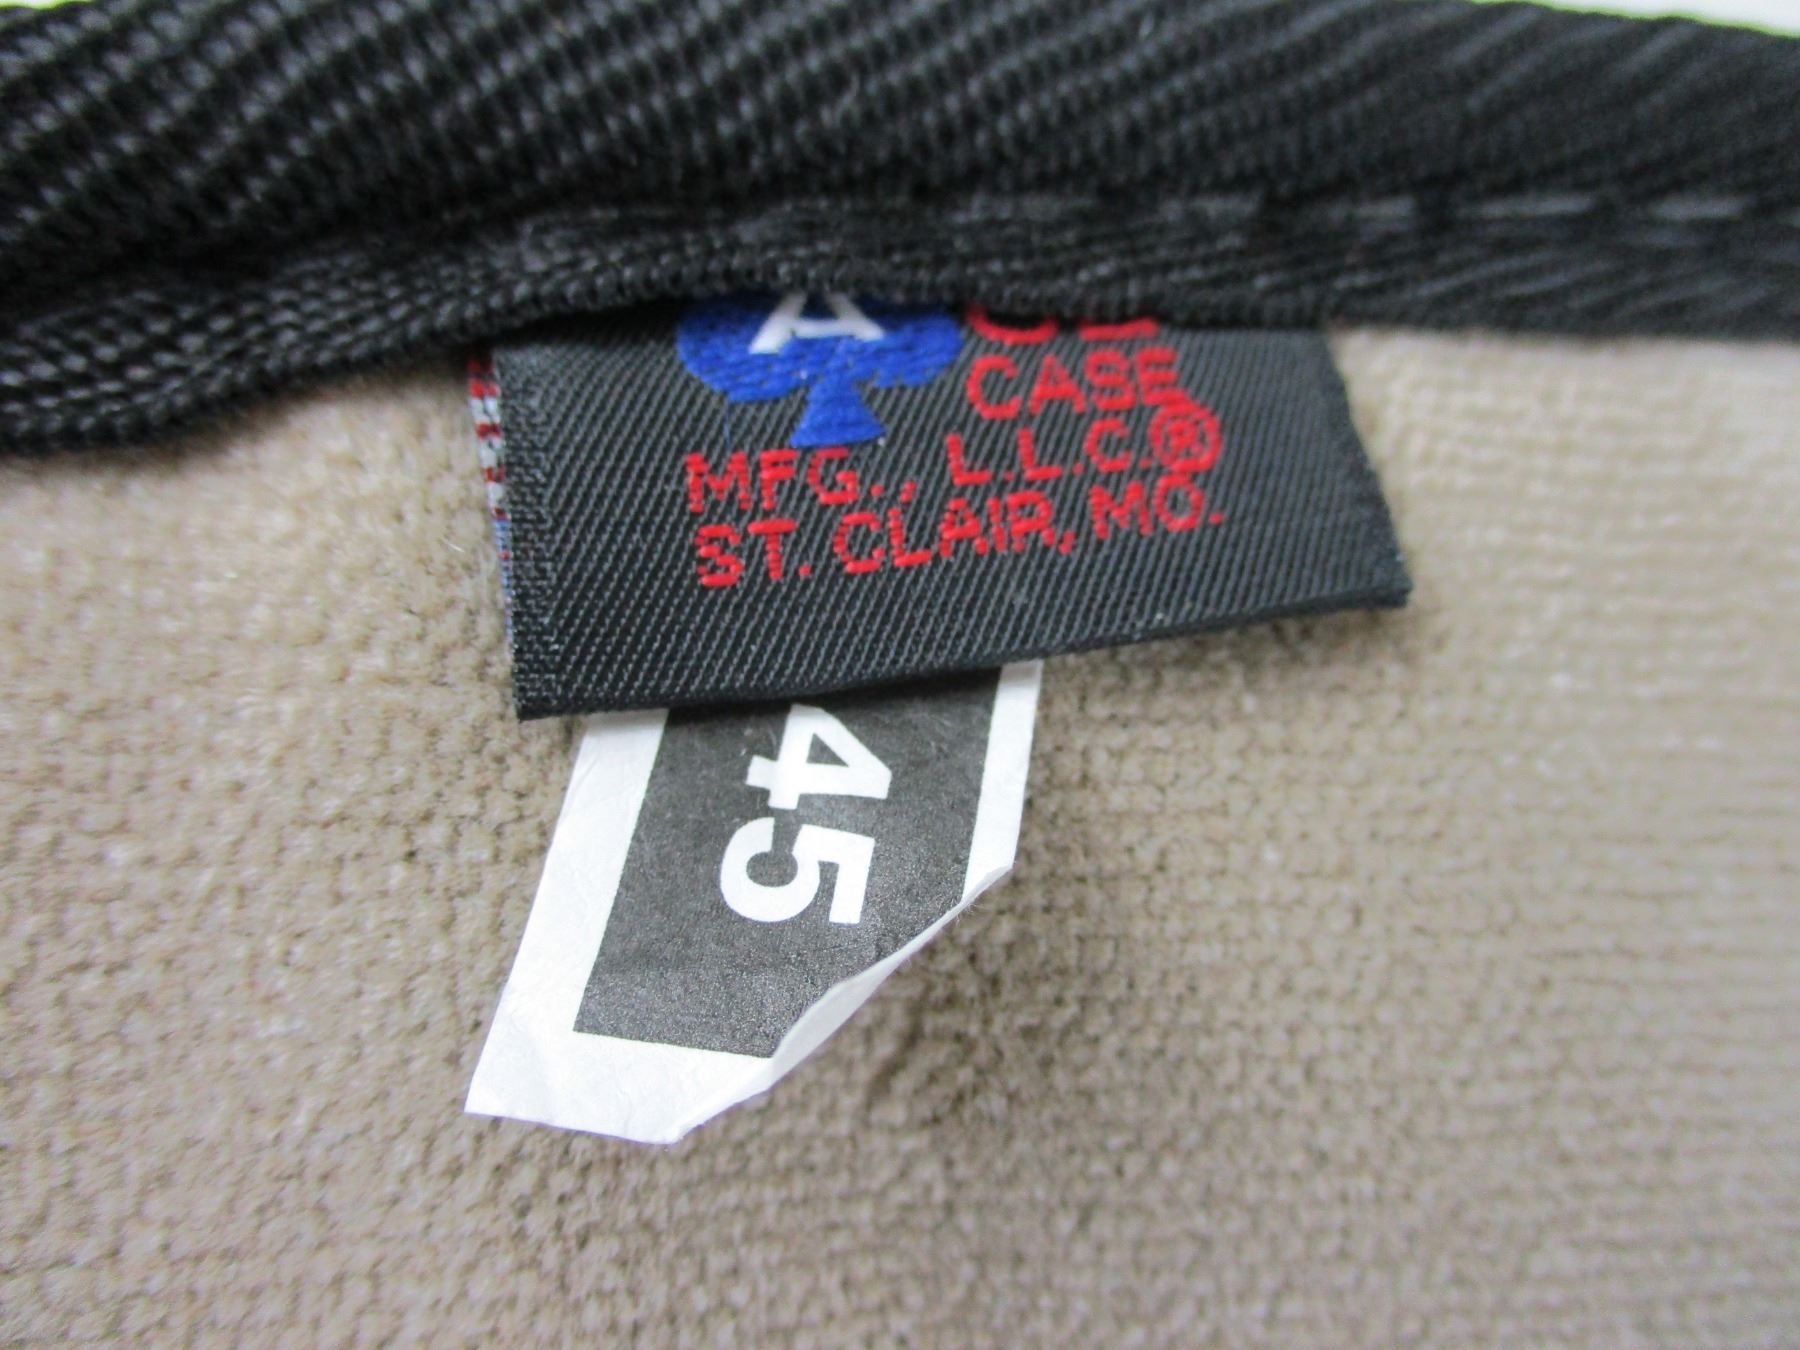 A
CASE
MFG., L.L.C.®
ST. CLAIR, MO.
45